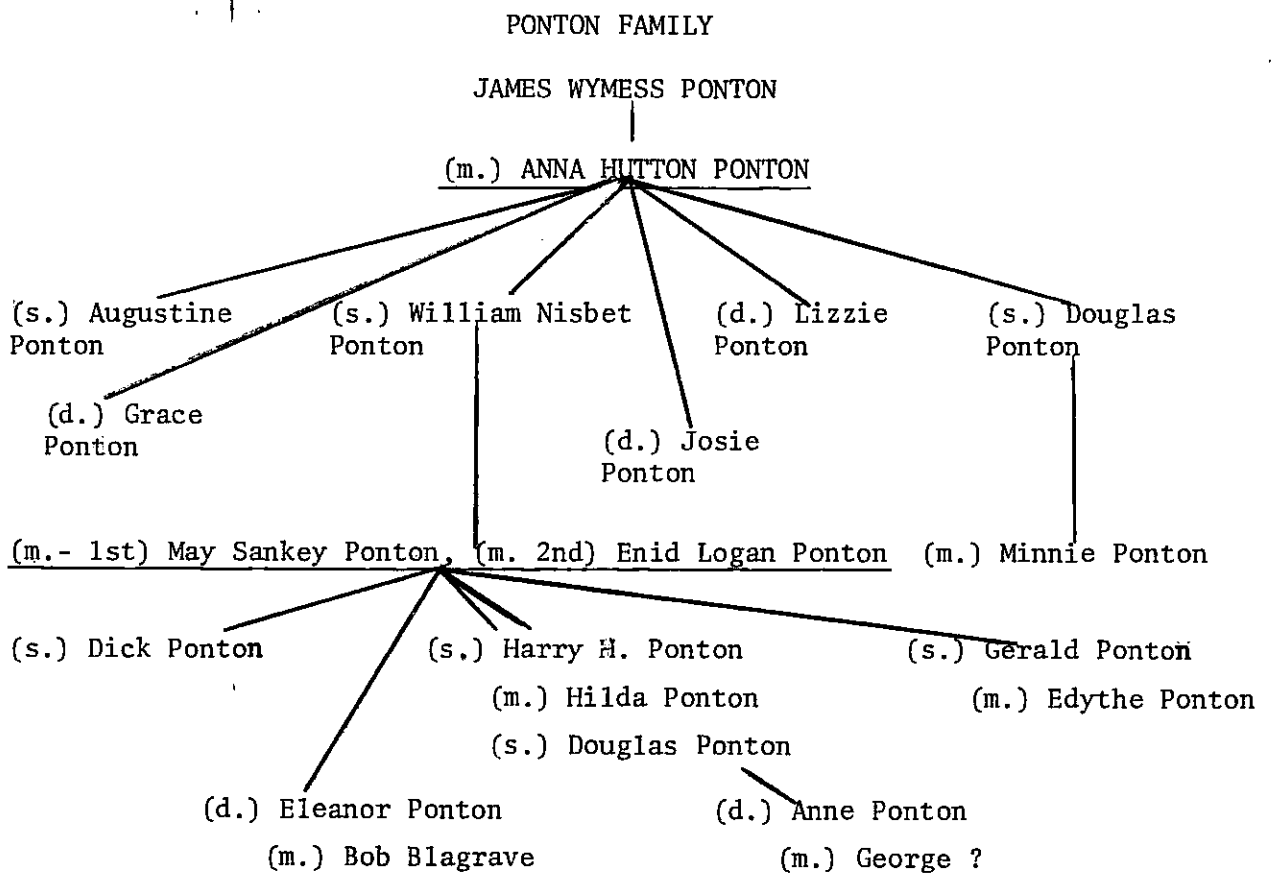 PONTON FAMILY
JAMES WYMESS PONTON
(m.) ANNA HUTTON PONTON
(s.) Augustine
Ponton
(s.) William Nisbet
Ponton
(d.) Lizzie
Ponton
(s.) Douglas
Ponton
(d.) Grace
Ponton
(d.) Josie
Ponton
(m.- 1st) May Sankey Ponton, (m. 2nd) Enid Logan Ponton
(m.) Minnie Ponton
(s.) Dick Ponton
(s.) Harry H. Ponton
(s.) Gerald Ponton
(m.) Hilda Ponton
(m.) Edythe Ponton
(s.) Douglas Ponton
(d.) Eleanor Ponton
(d.) Anne Ponton
(m.) Bob Blagrave
(m.) George ?